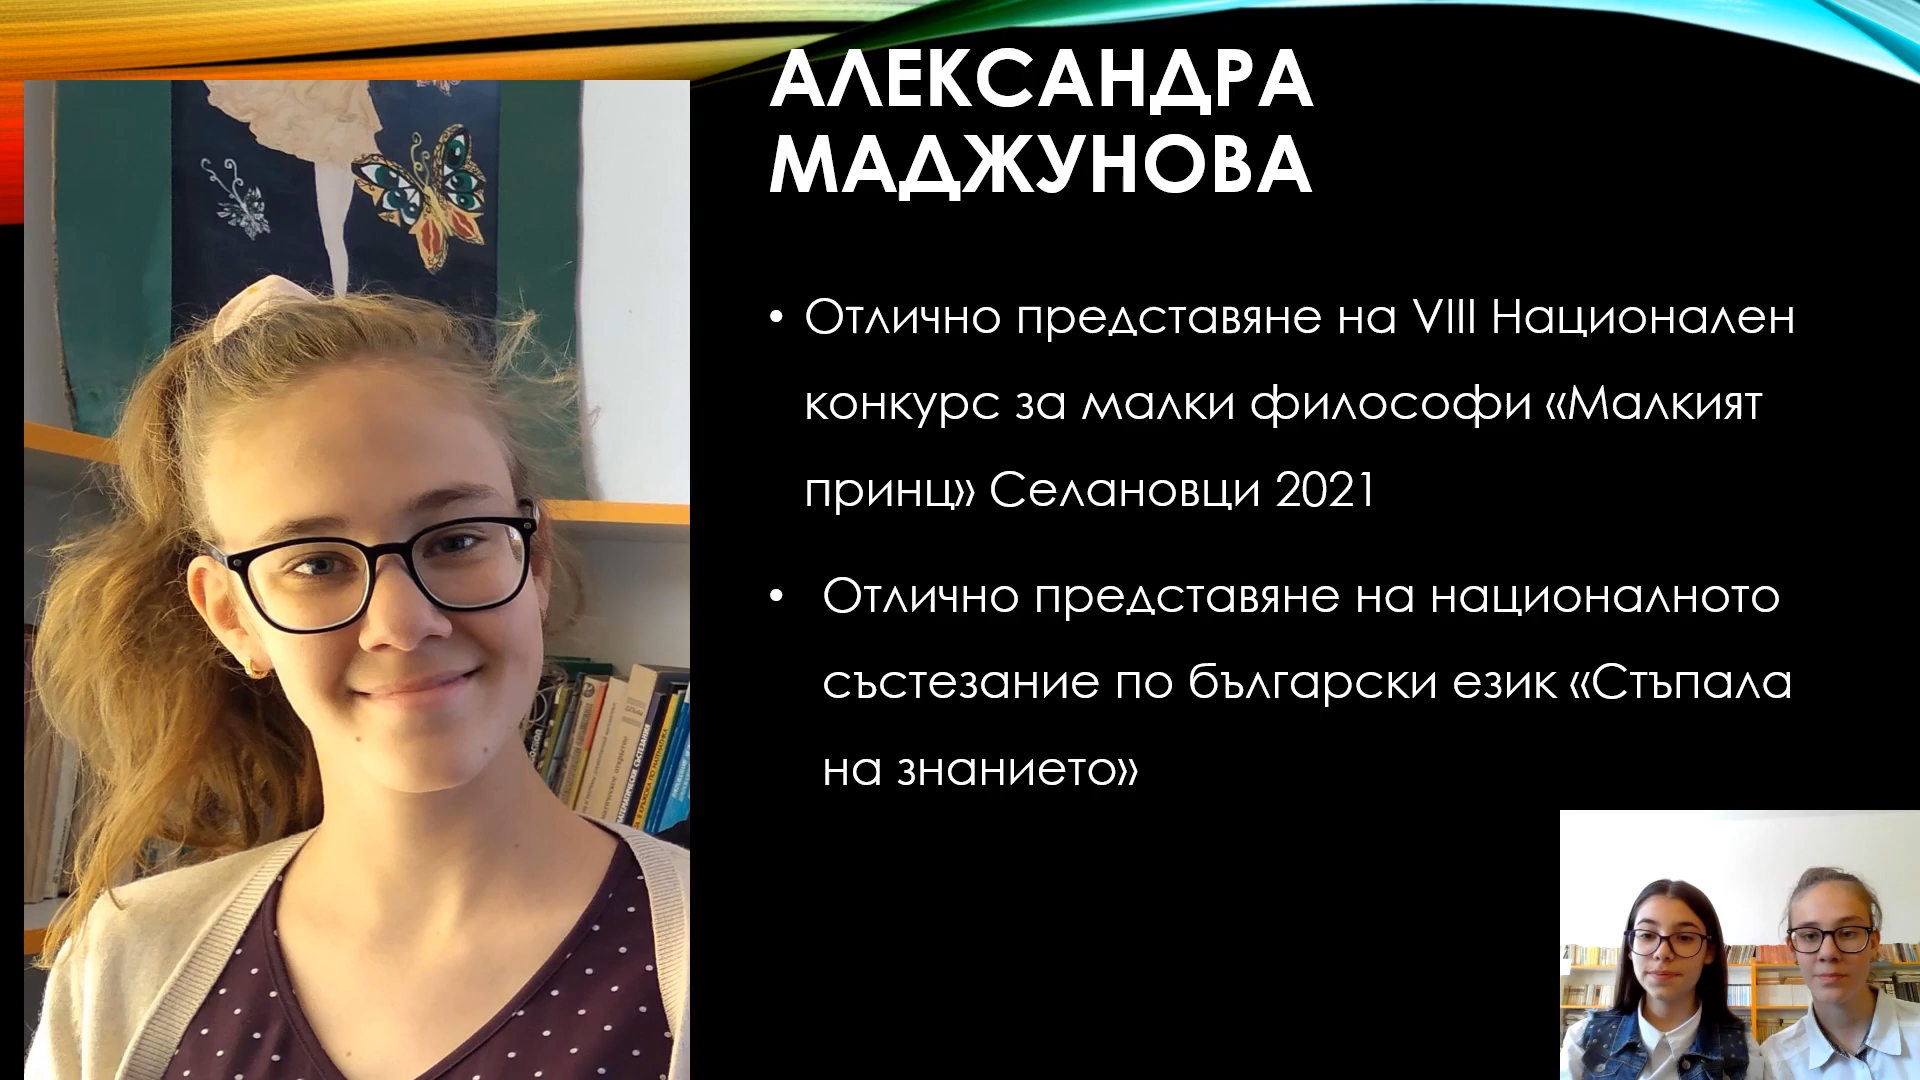 АЛЕКСАНДРА
МАДЖУНОВА
• Отлично представяне на VIII Национален
конкурс за малки философи «Малкият
принц» Селановци 2021
• Отлично представяне на националното
състезание по български език «Стъпала
на знанието»